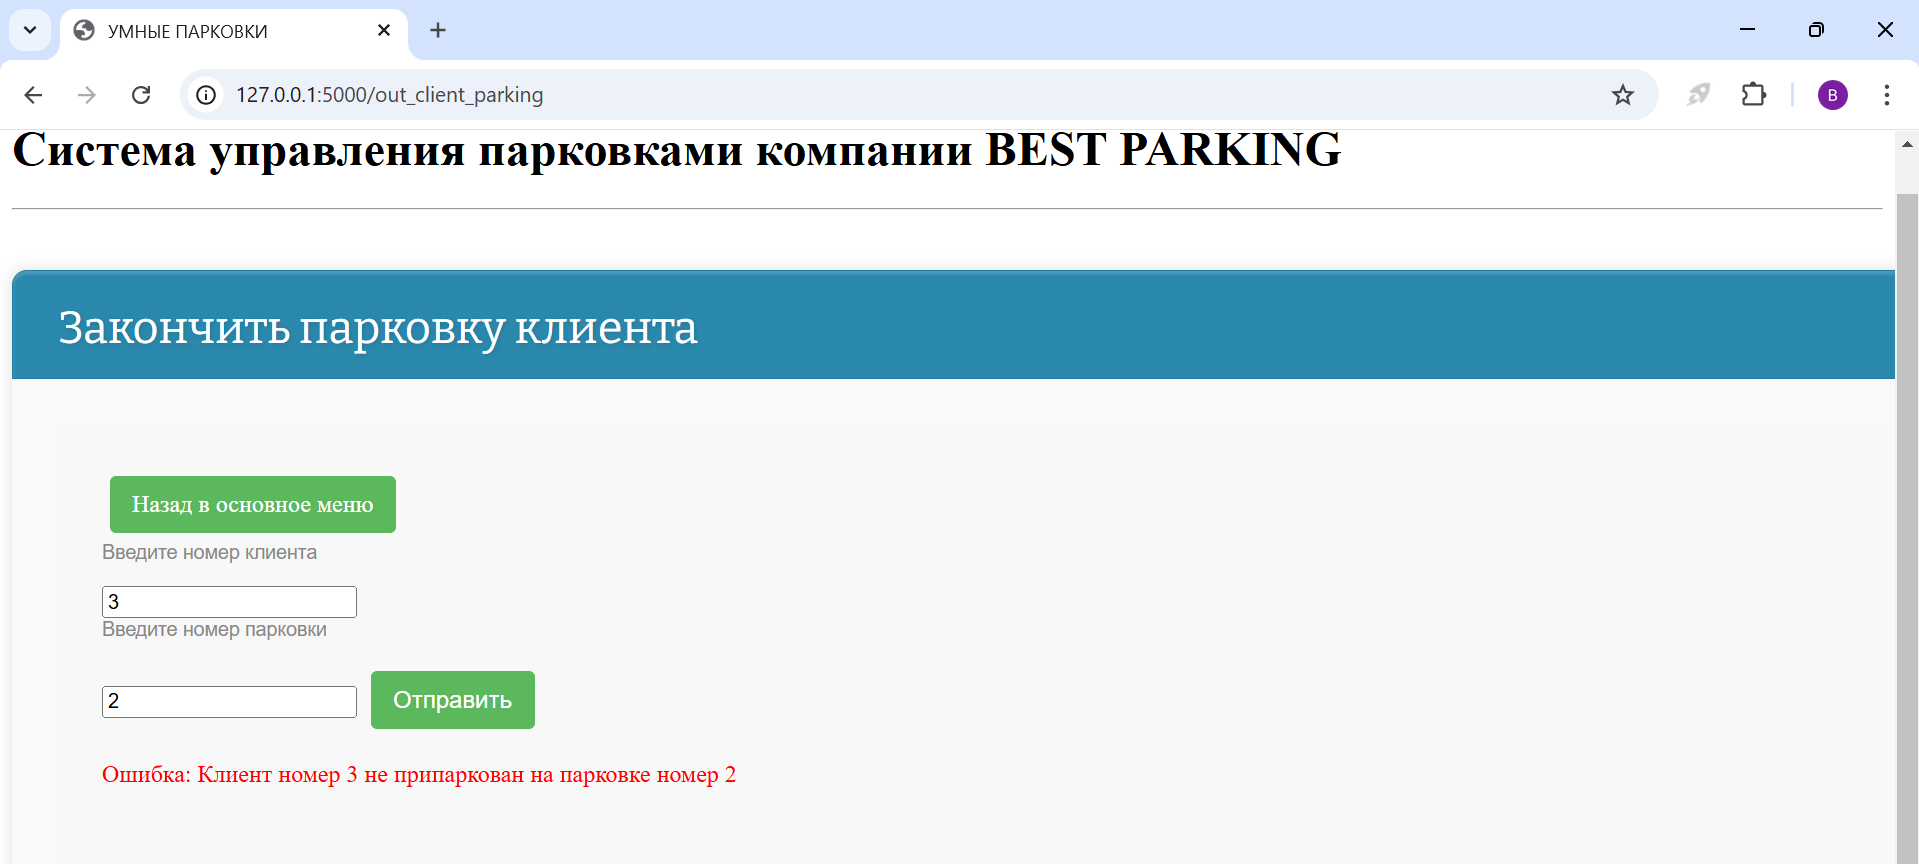 УМНЫЕ ПАРКОВКИ
127.0.0.1:5000/out_client_parking
B
Система управления парковками компании BEST PARKING
Закончить парковку клиента
Назад в основное меню
Введите номер клиента
3
Введите номер парковки
2 Отправить
Ошибка: Клиент номер 3 не припаркован на парковке номер 2